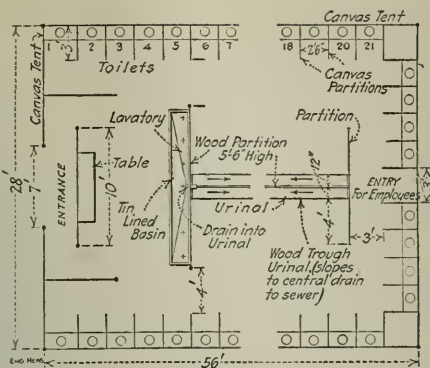 Canvas Tent
1 2 3 4 5 6 7 18 19 20 21
3'
2'6"
Toilets
Canvas
Partitions
Canvas Tent
Lavatory
Wood Partition
5'-6" High
Partition
12"
Table
ENTRANCE
28'
7'
10'
Tin
Lined
Basin
Urinal
Drain into
Urinal
ENTRY
For Employees
3'
4'
3'
Wood Trough
Urinal, (slopes
to central drain
to sewer)
4'
ENG. NEWS
56'